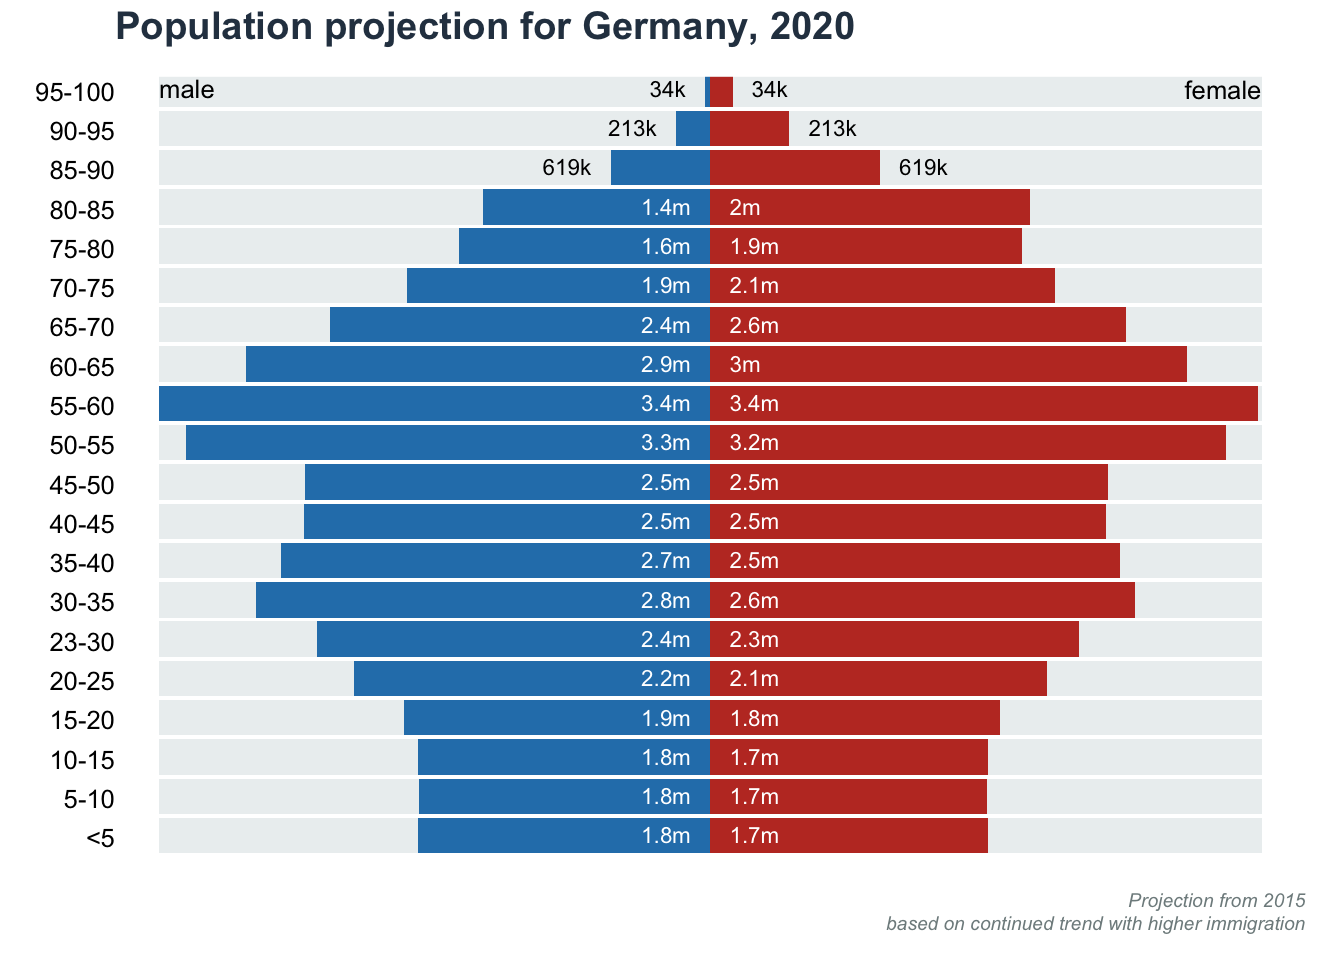 Population projection for Germany, 2020
95-100 male 34k 34k female
90-95 213k 213k
85-90 619k 619k
80-85 1.4m 2m
75-80 1.6m 1.9m
70-75 1.9m 2.1m
65-70 2.4m 2.6m
60-65 2.9m 3m
55-60 3.4m 3.4m
50-55 3.3m 3.2m
45-50 2.5m 2.5m
40-45 2.5m 2.5m
35-40 2.7m 2.5m
30-35 2.8m 2.6m
23-30 2.4m 2.3m
20-25 2.2m 2.1m
15-20 1.9m 1.8m
10-15 1.8m 1.7m
5-10 1.8m 1.7m
<5 1.8m 1.7m
Projection from 2015
based on continued trend with higher immigration